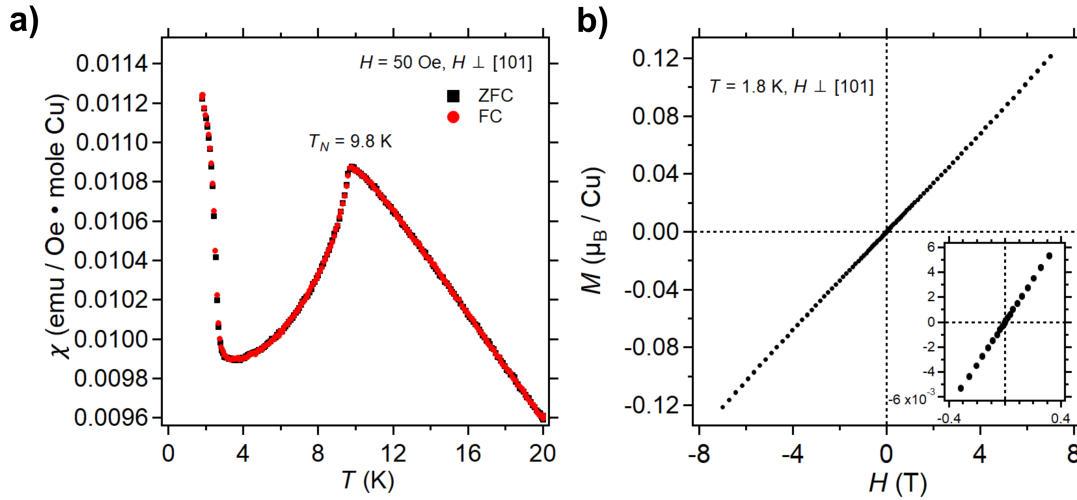 a)
H = 50 Oe, H ⊥ [101]
ZFC
FC
T_N = 9.8 K
χ (emu / Oe • mole Cu)
0.0114
0.0112
0.0110
0.0108
0.0106
0.0104
0.0102
0.0100
0.0098
0.0096
0 4 8 12 16 20
T (K)
b)
T = 1.8 K, H ⊥ [101]
M (μ_B / Cu)
0.12
0.08
0.04
0.00
-0.04
-0.08
-0.12
-8 -4 0 4 8
H (T)
6
4
2
0
-2
-4
-6 x10⁻³
-0.4 0.4